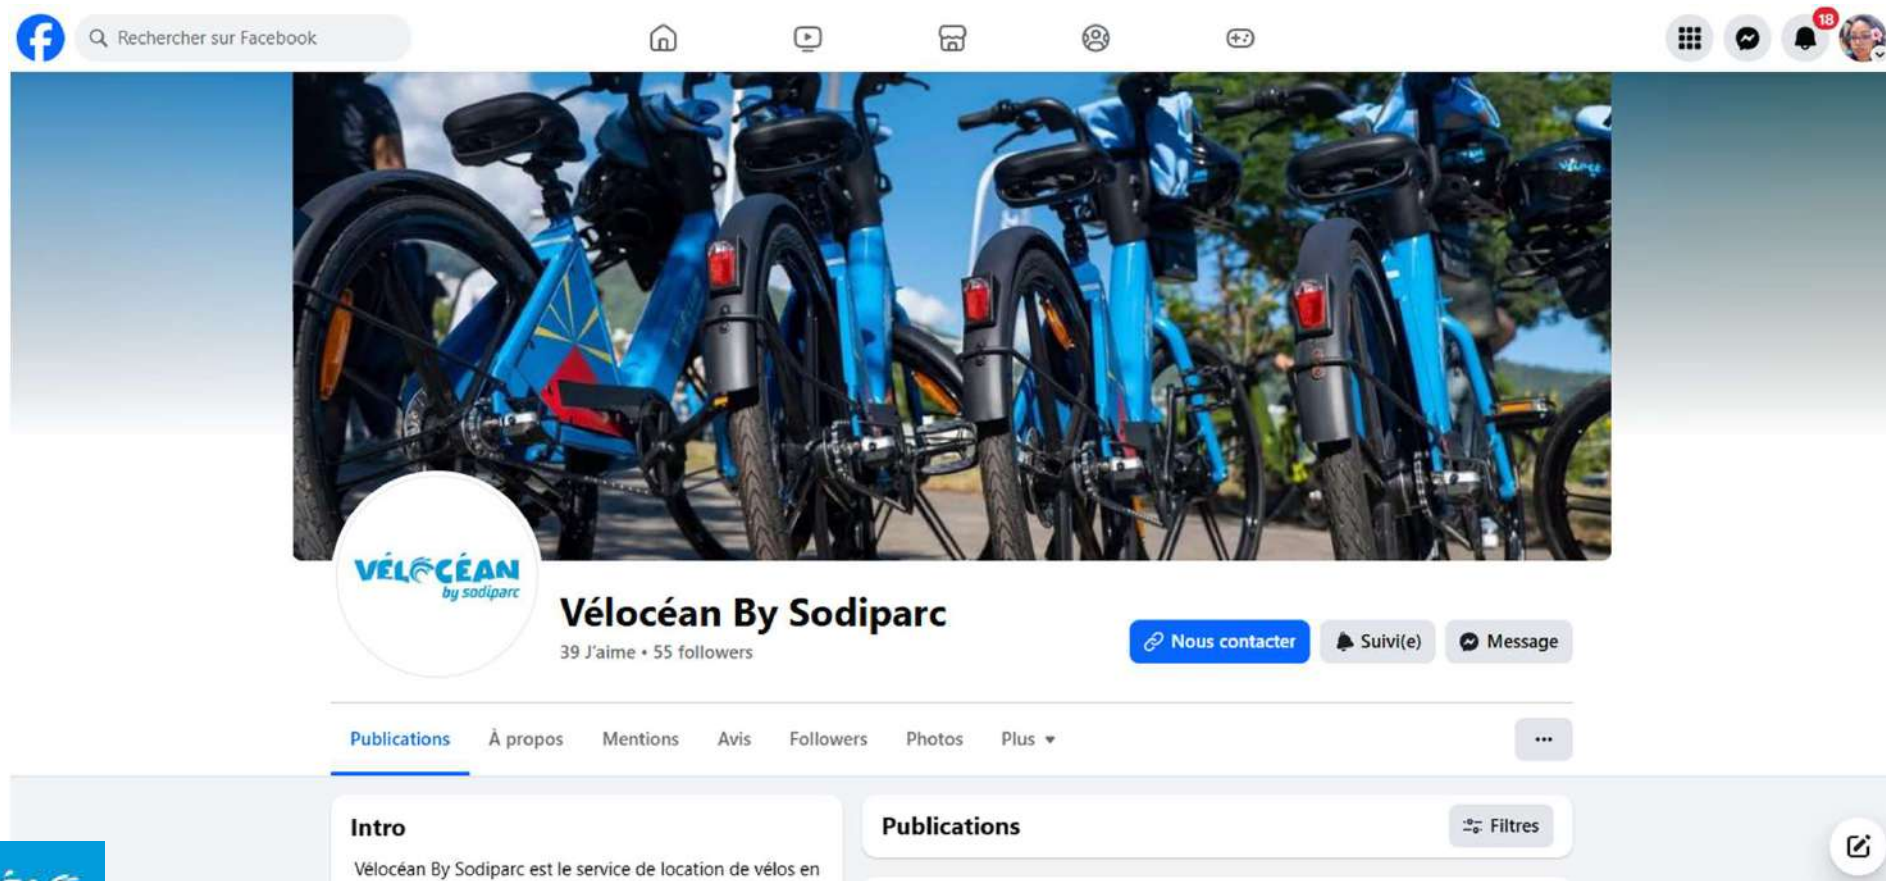 Rechercher sur Facebook
18
VÉLOCÉAN
by sodiparc
Vélocéan By Sodiparc
39 J'aime • 55 followers
Nous contacter
Suivi(e)
Message
Publications
À propos
Mentions
Avis
Followers
Photos
Plus
Intro
Vélocéan By Sodiparc est le service de location de vélos en
Publications
Filtres